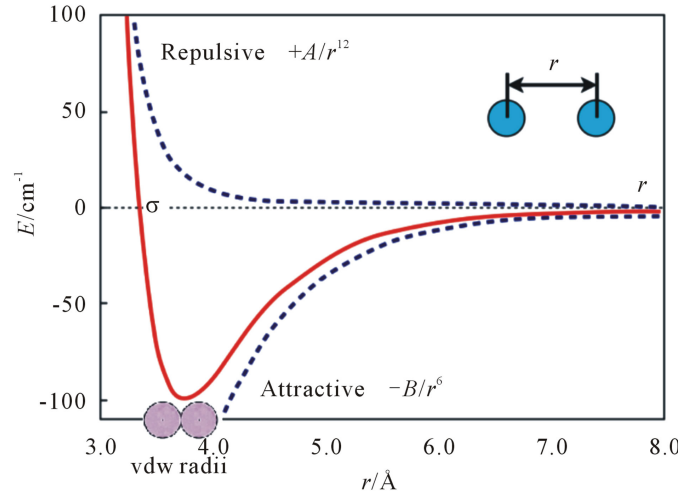 100
50
0
-50
-100
E/cm⁻¹
Repulsive +A/r¹²
r
σ
r
Attractive −B/r⁶
3.0 4.0 5.0 6.0 7.0 8.0
vdw radii
r/Å